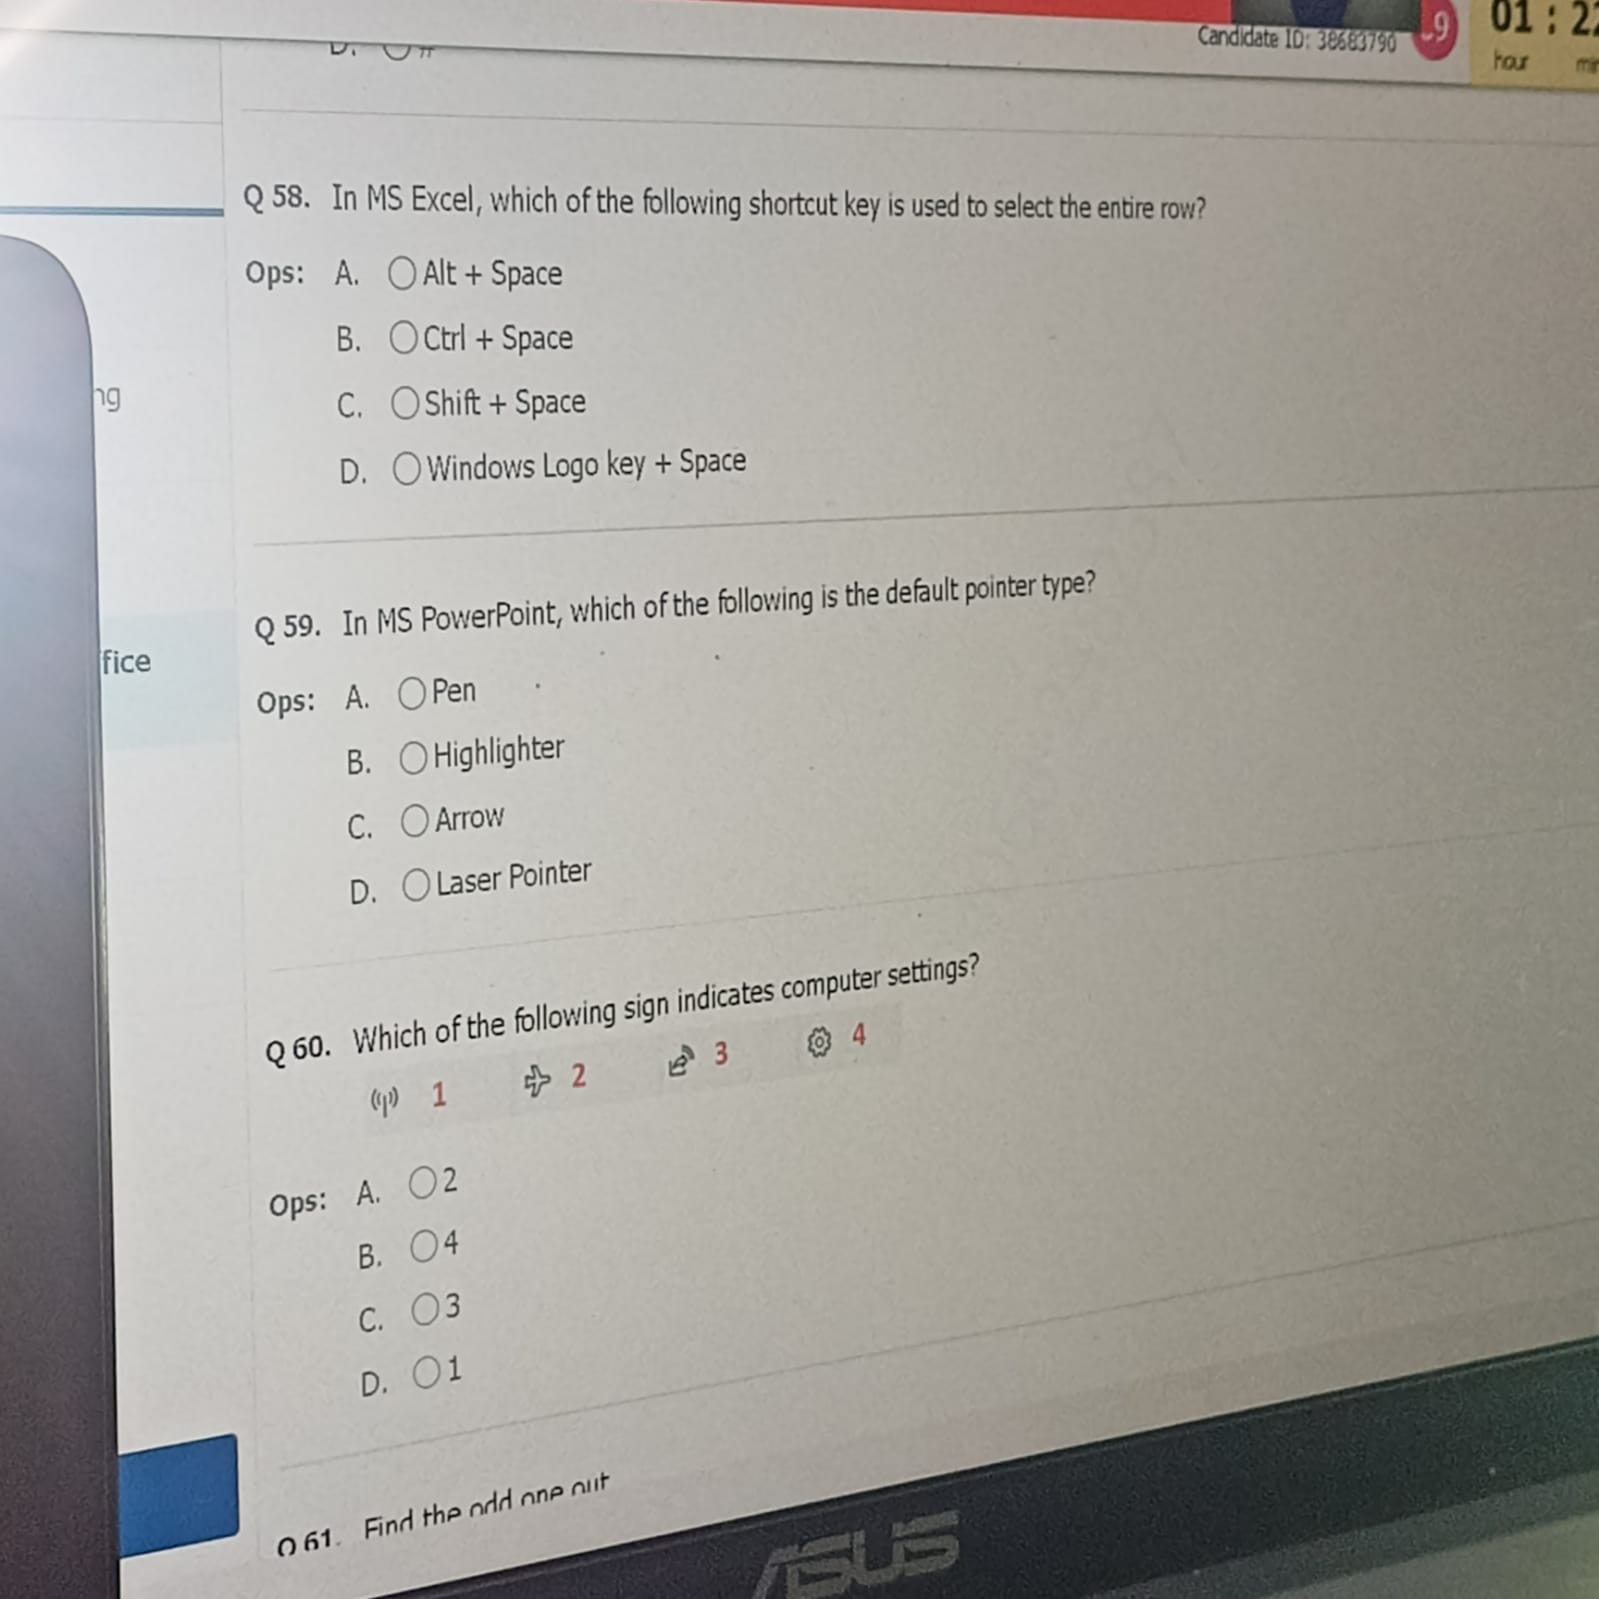 Candidate ID: 38683790
9
01 : 2
hour
D.
Q 58. In MS Excel, which of the following shortcut key is used to select the entire row?
Ops: A. Alt + Space
B. Ctrl + Space
C. Shift + Space
D. Windows Logo key + Space
ng
Q 59. In MS PowerPoint, which of the following is the default pointer type?
fice
Ops: A. Pen
B. Highlighter
C. Arrow
D. Laser Pointer
Q 60. Which of the following sign indicates computer settings?
1 2 3 4
Ops: A. 2
B. 4
C. 3
D. 1
Q 61. Find the odd one out
ASUS